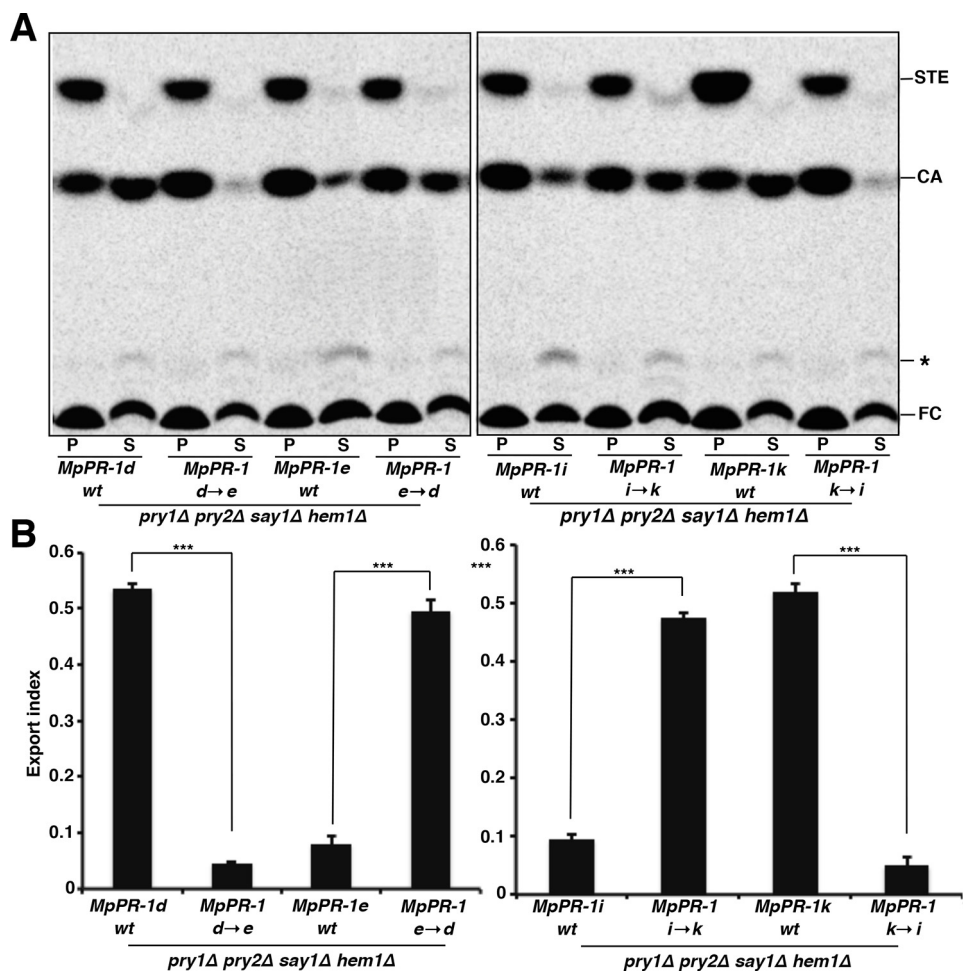 A
STE
CA
*
FC
P S P S P S P S P S P S P S P S
MpPR-1d MpPR-1 MpPR-1e MpPR-1 MpPR-1i MpPR-1 MpPR-1k MpPR-1
wt d→e wt e→d wt i→k wt k→i
pry1Δ pry2Δ say1Δ hem1Δ pry1Δ pry2Δ say1Δ hem1Δ
B
Export index
0.6
0.5
0.4
0.3
0.2
0.1
0
*** *** ***
MpPR-1d MpPR-1 MpPR-1e MpPR-1
wt d→e wt e→d
pry1Δ pry2Δ say1Δ hem1Δ
0.6
0.5
0.4
0.3
0.2
0.1
0
*** ***
MpPR-1i MpPR-1 MpPR-1k MpPR-1
wt i→k wt k→i
pry1Δ pry2Δ say1Δ hem1Δ